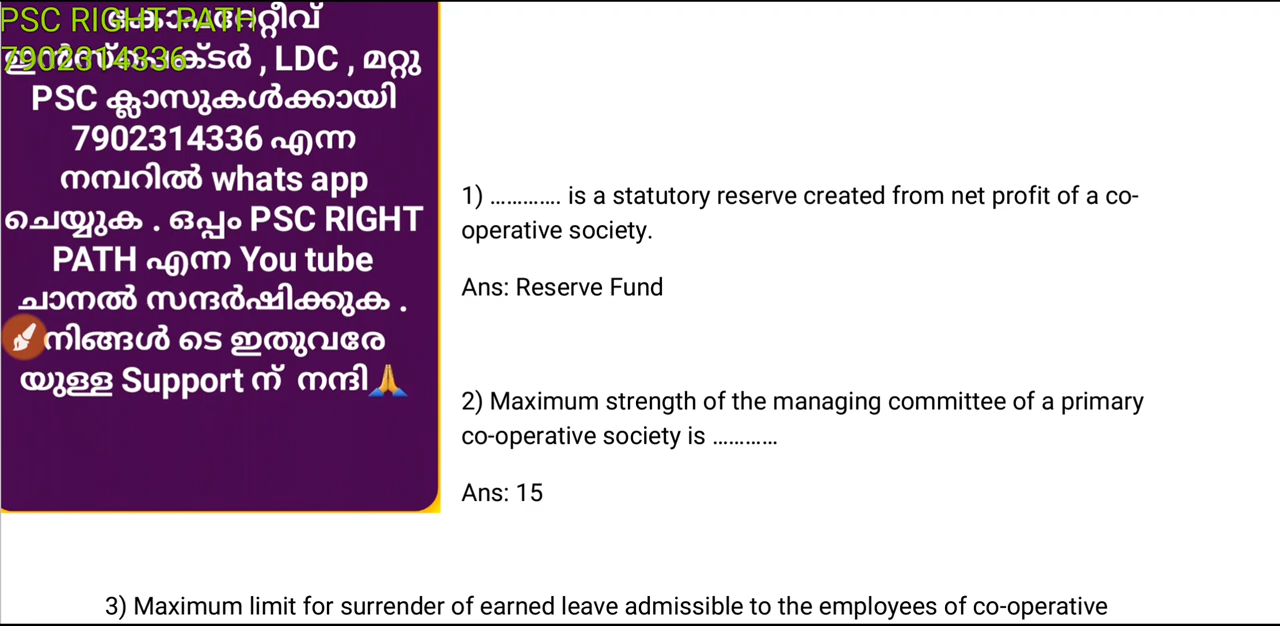 PSC RIGHT PATH
7902314336
കോപ്പറേറ്റീവ്
ഇൻസ്പെക്ടർ , LDC , മറ്റു
PSC ക്ലാസുകൾക്കായി
7902314336 എന്ന
നമ്പറിൽ whats app
ചെയ്യുക . ഒപ്പം PSC RIGHT
PATH എന്ന You tube
ചാനൽ സന്ദർഷിക്കുക .
നിങ്ങൾ ടെ ഇതുവരേ
യുള്ള Support ന് നന്ദി🙏
1) ............. is a statutory reserve created from net profit of a co-
operative society.
Ans: Reserve Fund
2) Maximum strength of the managing committee of a primary
co-operative society is ............
Ans: 15
3) Maximum limit for surrender of earned leave admissible to the employees of co-operative